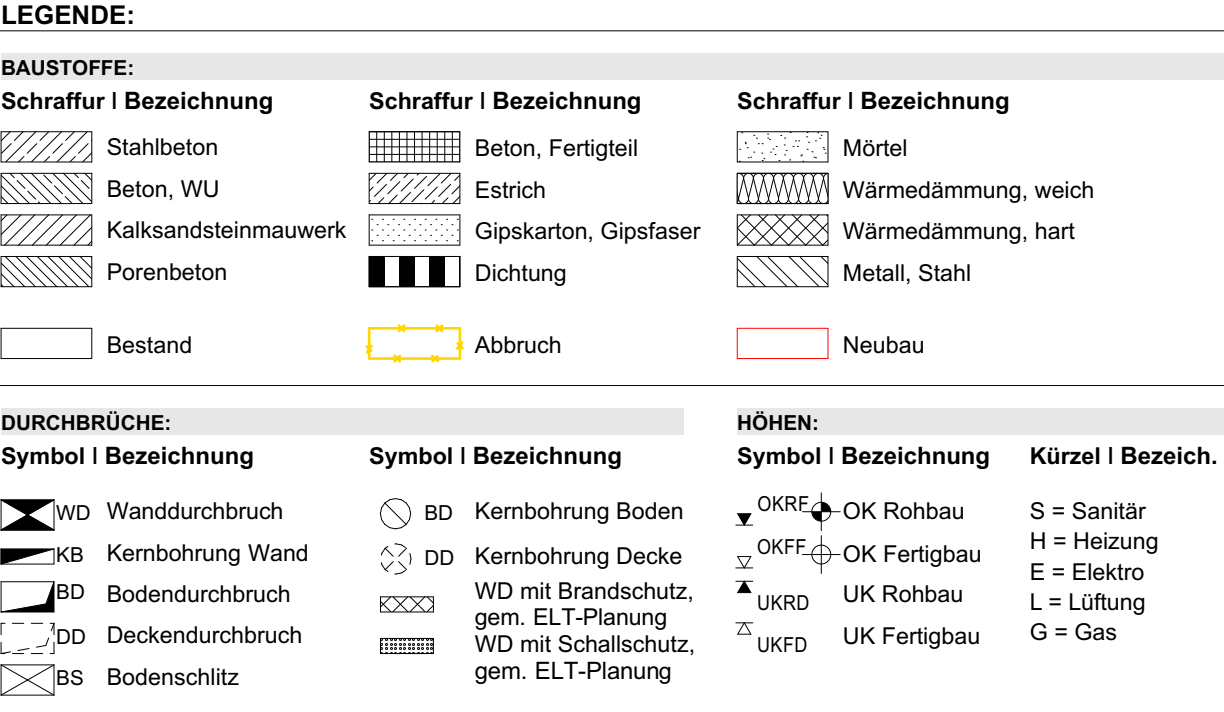 LEGENDE:
BAUSTOFFE:
Schraffur | Bezeichnung
Stahlbeton
Beton, WU
Kalksandsteinmauwerk
Porenbeton
Bestand
Schraffur | Bezeichnung
Beton, Fertigteil
Estrich
Gipskarton, Gipsfaser
Dichtung
Abbruch
Schraffur | Bezeichnung
Mörtel
Wärmedämmung, weich
Wärmedämmung, hart
Metall, Stahl
Neubau
DURCHBRÜCHE:
Symbol | Bezeichnung
WD Wanddurchbruch
KB Kernbohrung Wand
BD Bodendurchbruch
DD Deckendurchbruch
BS Bodenschlitz
Symbol | Bezeichnung
BD Kernbohrung Boden
DD Kernbohrung Decke
WD mit Brandschutz,
gem. ELT-Planung
WD mit Schallschutz,
gem. ELT-Planung
HÖHEN:
Symbol | Bezeichnung
OKRF OK Rohbau
OKFF OK Fertigbau
UKRD UK Rohbau
UKFD UK Fertigbau
Kürzel | Bezeich.
S = Sanitär
H = Heizung
E = Elektro
L = Lüftung
G = Gas